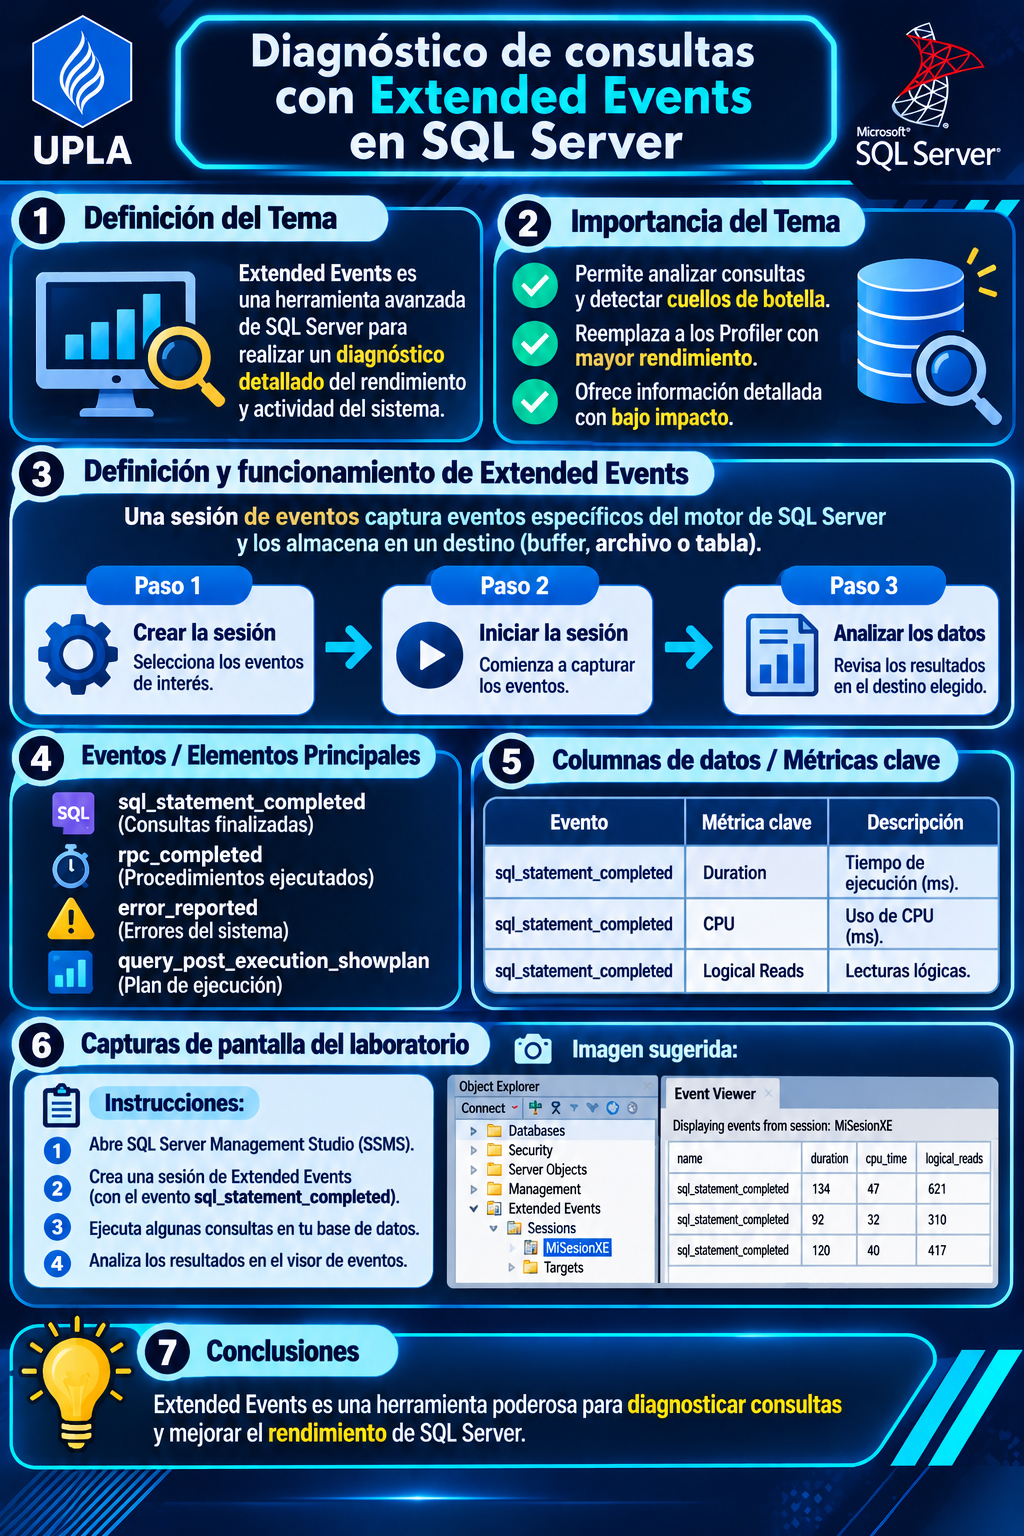 UPLA
Diagnóstico de consultas
con Extended Events
en SQL Server
Microsoft®
SQL Server®
1 Definición del Tema
Extended Events es
una herramienta avanzada
de SQL Server para
realizar un diagnóstico
detallado del rendimiento
y actividad del sistema.
2 Importancia del Tema
Permite analizar consultas
y detectar cuellos de botella.
Reemplaza a los Profiler con
mayor rendimiento.
Ofrece información detallada
con bajo impacto.
3 Definición y funcionamiento de Extended Events
Una sesión de eventos captura eventos específicos del motor de SQL Server
y los almacena en un destino (buffer, archivo o tabla).
Paso 1
Crear la sesión
Selecciona los eventos
de interés.
Paso 2
Iniciar la sesión
Comienza a capturar
los eventos.
Paso 3
Analizar los datos
Revisa los resultados
en el destino elegido.
4 Eventos / Elementos Principales
SQL
sql_statement_completed
(Consultas finalizadas)
rpc_completed
(Procedimientos ejecutados)
error_reported
(Errores del sistema)
query_post_execution_showplan
(Plan de ejecución)
5 Columnas de datos / Métricas clave
Evento Métrica clave Descripción
sql_statement_completed Duration Tiempo de
ejecución (ms).
sql_statement_completed CPU Uso de CPU
(ms).
sql_statement_completed Logical Reads Lecturas lógicas.
6 Capturas de pantalla del laboratorio
Imagen sugerida:
Instrucciones:
1 Abre SQL Server Management Studio (SSMS).
2 Crea una sesión de Extended Events
(con el evento sql_statement_completed).
3 Ejecuta algunas consultas en tu base de datos.
4 Analiza los resultados en el visor de eventos.
Object Explorer
Connect
Databases
Security
Server Objects
Management
Extended Events
Sessions
MiSesionXE
Targets
Event Viewer ×
Displaying events from session: MiSesionXE
name duration cpu_time logical_reads
sql_statement_completed 134 47 621
sql_statement_completed 92 32 310
sql_statement_completed 120 40 417
7 Conclusiones
Extended Events es una herramienta poderosa para diagnosticar consultas
y mejorar el rendimiento de SQL Server.